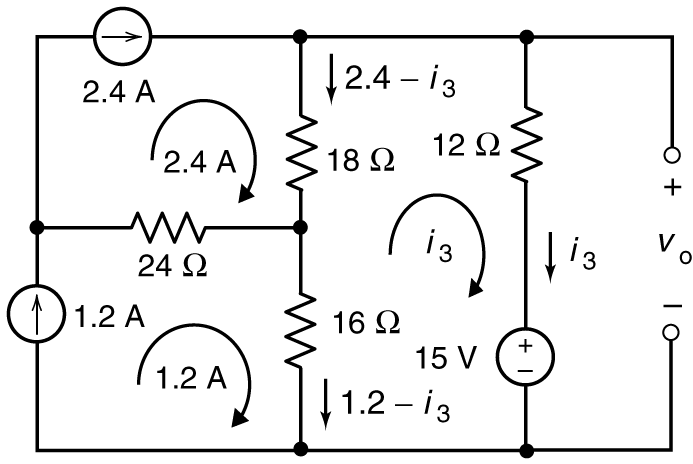 2.4 A
2.4 – i3
2.4 A
18 Ω
12 Ω
+
vo
–
24 Ω
i3
i3
1.2 A
16 Ω
15 V
+
–
1.2 A
1.2 – i3